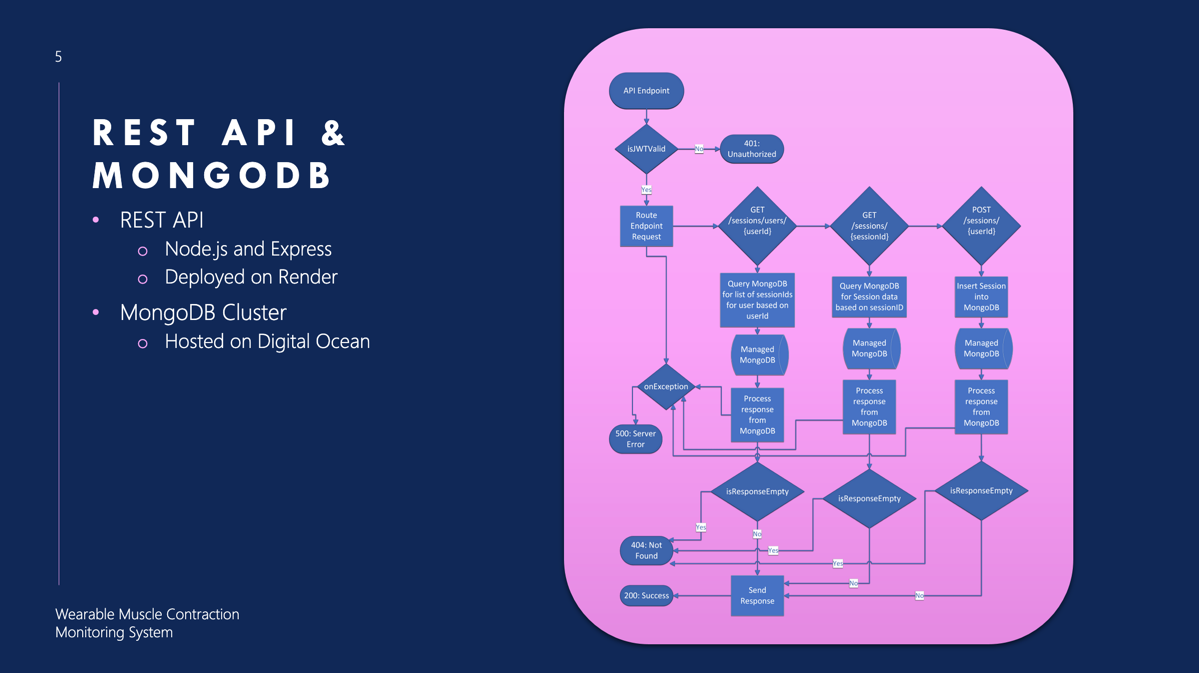 5
REST API &
MONGODB
• REST API
o Node.js and Express
o Deployed on Render
• MongoDB Cluster
o Hosted on Digital Ocean
Wearable Muscle Contraction
Monitoring System
API Endpoint
isJWTValid
No
401:
Unauthorized
Yes
Route
Endpoint
Request
GET
/sessions/users/
{userId}
GET
/sessions/
{sessionId}
POST
/sessions/
{userId}
Query MongoDB
for list of sessionIds
for user based on
userId
Query MongoDB
for Session data
based on sessionID
Insert Session
into
MongoDB
Managed
MongoDB
Managed
MongoDB
Managed
MongoDB
onException
Process
response
from
MongoDB
Process
response
from
MongoDB
Process
response
from
MongoDB
500: Server
Error
isResponseEmpty
isResponseEmpty
isResponseEmpty
Yes
No
404: Not
Found
Yes
Yes
No
No
200: Success
Send
Response